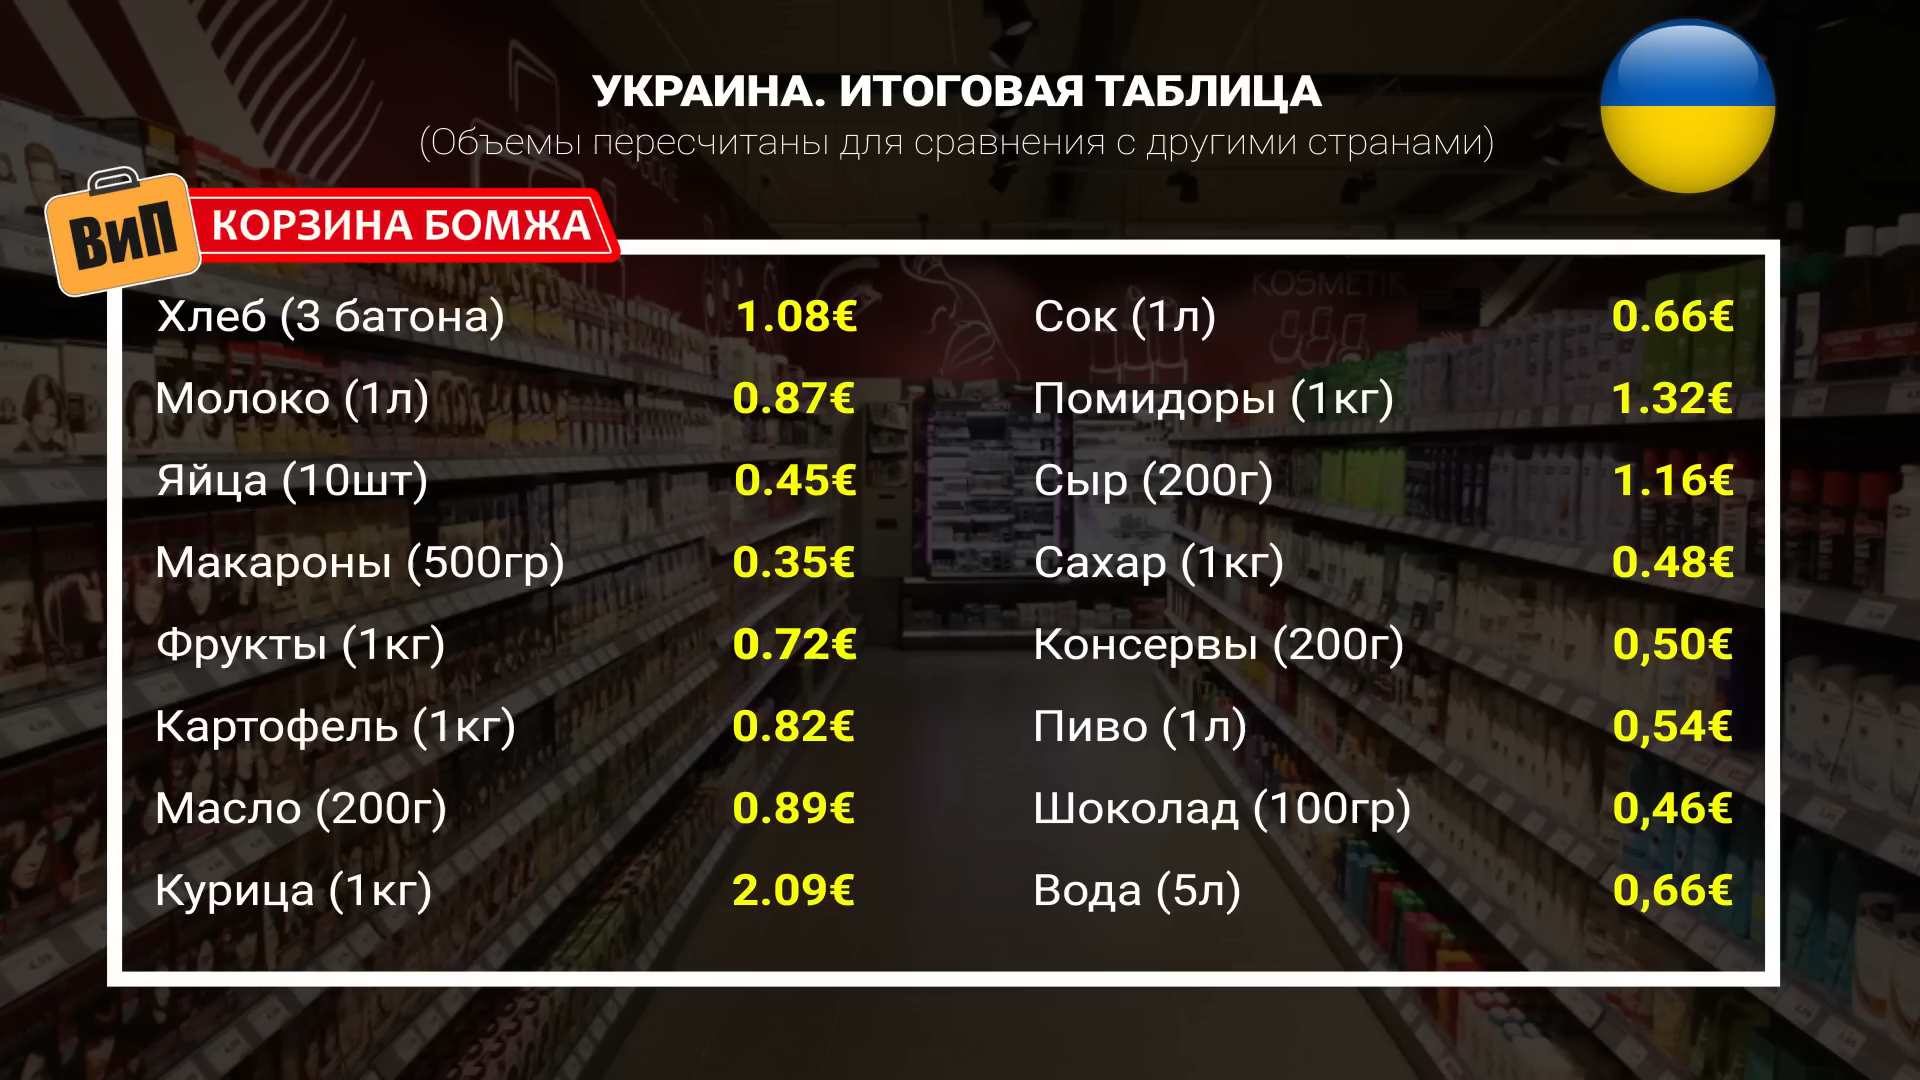 УКРАИНА. ИТОГОВАЯ ТАБЛИЦА
(Объемы пересчитаны для сравнения с другими странами)
ВиП
КОРЗИНА БОМЖА
KOSMETIK
Хлеб (3 батона) 1.08€
Молоко (1л) 0.87€
Яйца (10шт) 0.45€
Макароны (500гр) 0.35€
Фрукты (1кг) 0.72€
Картофель (1кг) 0.82€
Масло (200г) 0.89€
Курица (1кг) 2.09€
Сок (1л) 0.66€
Помидоры (1кг) 1.32€
Сыр (200г) 1.16€
Сахар (1кг) 0.48€
Консервы (200г) 0,50€
Пиво (1л) 0,54€
Шоколад (100гр) 0,46€
Вода (5л) 0,66€